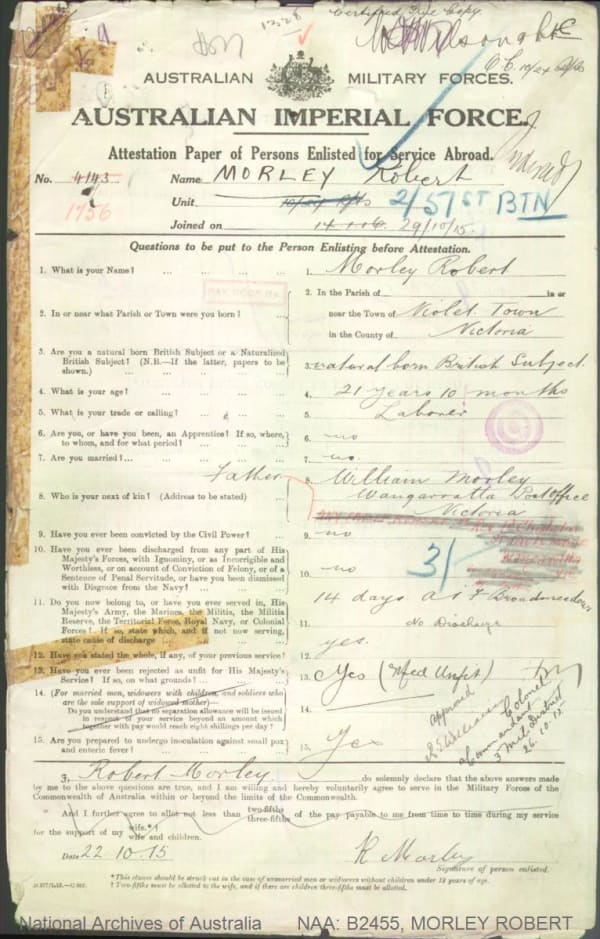 Certified True Copy
1328
AUSTRALIAN MILITARY FORCES.
AUSTRALIAN IMPERIAL FORCE.
Attestation Paper of Persons Enlisted for Service Abroad.
Indexed
No. 4143 Name MORLEY Robert
1956
Unit 2/51ST BTN
Joined on 29/10/15.
Questions to be put to the Person Enlisting before Attestation.
1. What is your Name? ... ... ... 1. Morley Robert
2. In or near what Parish or Town were you born? ... 2. In the Parish of in or
near the Town of Violet Town
in the County of Victoria
3. Are you a natural born British Subject or a Naturalized
British Subject? (N.B.—If the latter, papers to be
shown.) ... ... 3. natural born British Subject.
4. What is your age? ... ... ... 4. 21 years 10 months
5. What is your trade or calling? ... ... 5. Laborer
6. Are you, or have you been, an Apprentice? If so, where,
to whom, and for what period? ... ... 6. no
7. Are you married?... ... ... 7. no.
Father
8. Who is your next of kin? (Address to be stated) ... 8. William Morley
Wangarratta Post Office
Victoria
9. Have you ever been convicted by the Civil Power? ... 9. no
10. Have you ever been discharged from any part of His
Majesty's Forces, with Ignominy, or as Incorrigible and
Worthless, or on account of Conviction of Felony, or of a
Sentence of Penal Servitude, or have you been dismissed
with Disgrace from the Navy? ... ... 10. no
3/
11. Do you now belong to, or have you ever served in, His
Majesty's Army, the Marines, the Militia, the Militia
Reserve, the Territorial Force, Royal Navy, or Colonial
Forces? If so, state which, and if not now serving,
state cause of discharge ... ... 11. 14 days A I F Broadmeadows
No Discharge
12. Have you stated the whole, if any, of your previous service? 12. yes.
13. Have you ever been rejected as unfit for His Majesty's
Service? If so, on what grounds? ... ... 13. Yes (Med Unfit)
14. (For married men, widowers with children, and soldiers who
are the sole support of widowed mother)—
Do you understand that no separation allowance will be issued
in respect of your service beyond an amount which
together with pay would reach eight shillings per day? 14.
15. Are you prepared to undergo inoculation against small pox
and enteric fever? ... ... ... 15. Yes
approved
Colonel
Commandant
3 Mil District
26.10.15
I, Robert Morley do solemnly declare that the above answers made
by me to the above questions are true, and I am willing and hereby voluntarily agree to serve in the Military Forces of the
Commonwealth of Australia within or beyond the limits of the Commonwealth.
And I further agree to allot not less than two-fifths
three-fifths of the pay payable to me from time to time during my service
for the support of my wife.*†
wife and children.
Date 22 10.15 R Morley
Signature of person enlisted.
*This clause should be struck out in the case of unmarried men or widowers without children under 18 years of age.
† Two-fifths must be allotted to the wife, and if there are children three-fifths must be allotted.
National Archives of Australia NAA: B2455, MORLEY ROBERT